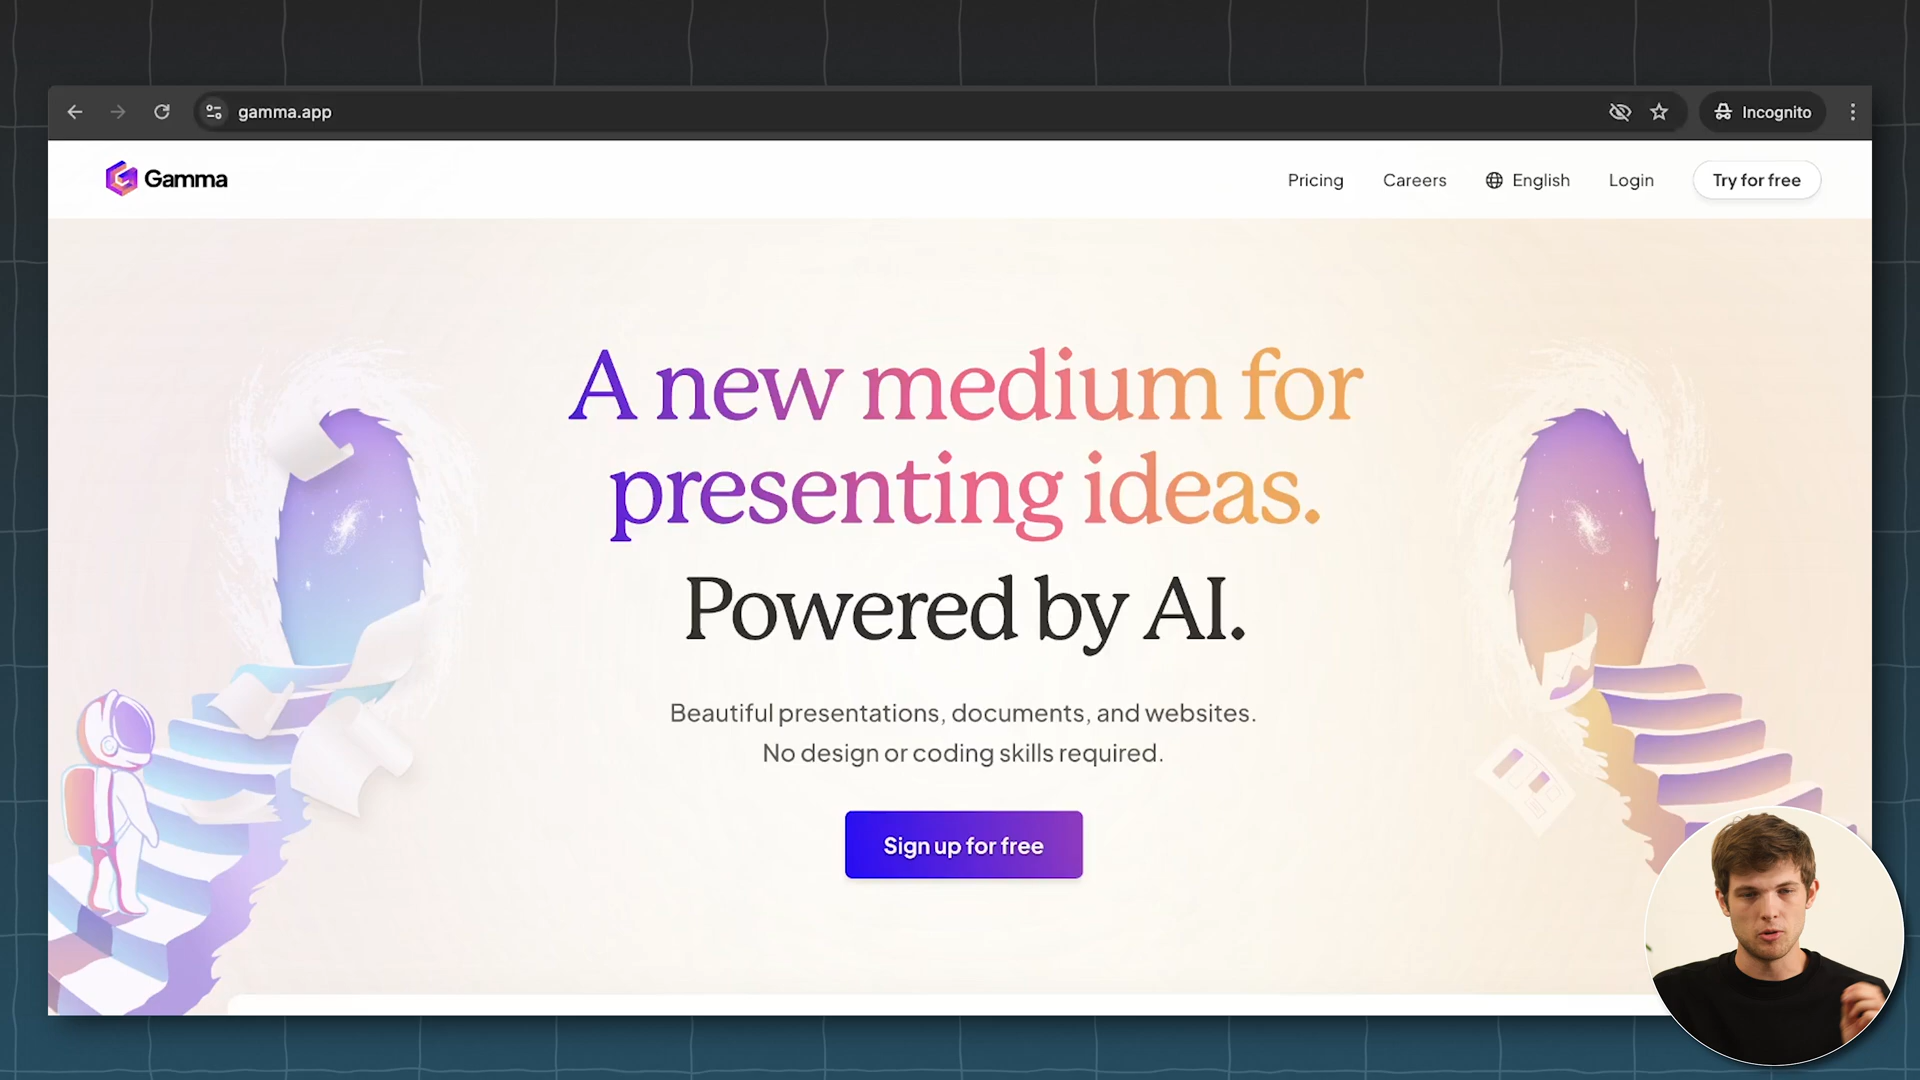 gamma.app
Incognito
Gamma
Pricing
Careers
English
Login
Try for free
A new medium for
presenting ideas.
Powered by AI.
Beautiful presentations, documents, and websites.
No design or coding skills required.
Sign up for free